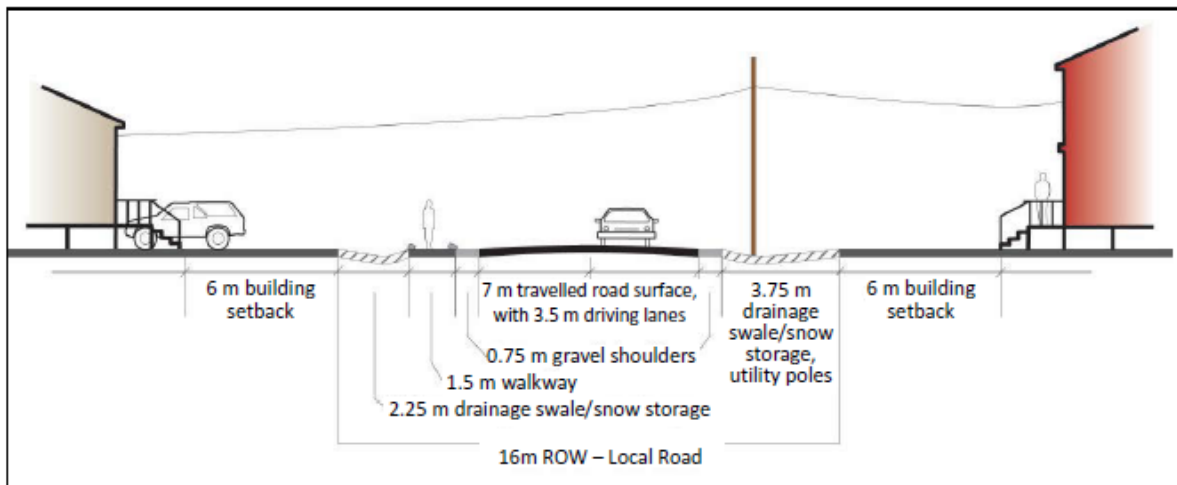 6 m building
setback
7 m travelled road surface,
with 3.5 m driving lanes
3.75 m
drainage
swale/snow
storage,
utility poles
6 m building
setback
0.75 m gravel shoulders
1.5 m walkway
2.25 m drainage swale/snow storage
16m ROW – Local Road